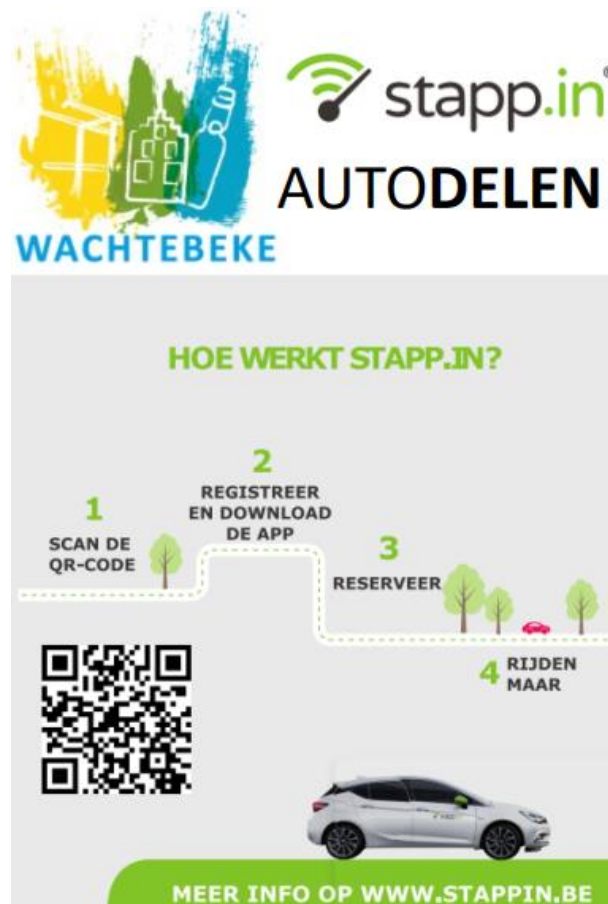 stapp.in
AUTODELEN
WACHTEBEKE
HOE WERKT STAPP.IN?
1
SCAN DE
QR-CODE
2
REGISTREER
EN DOWNLOAD
DE APP
3
RESERVEER
4 RIJDEN
MAAR
MEER INFO OP WWW.STAPPIN.BE